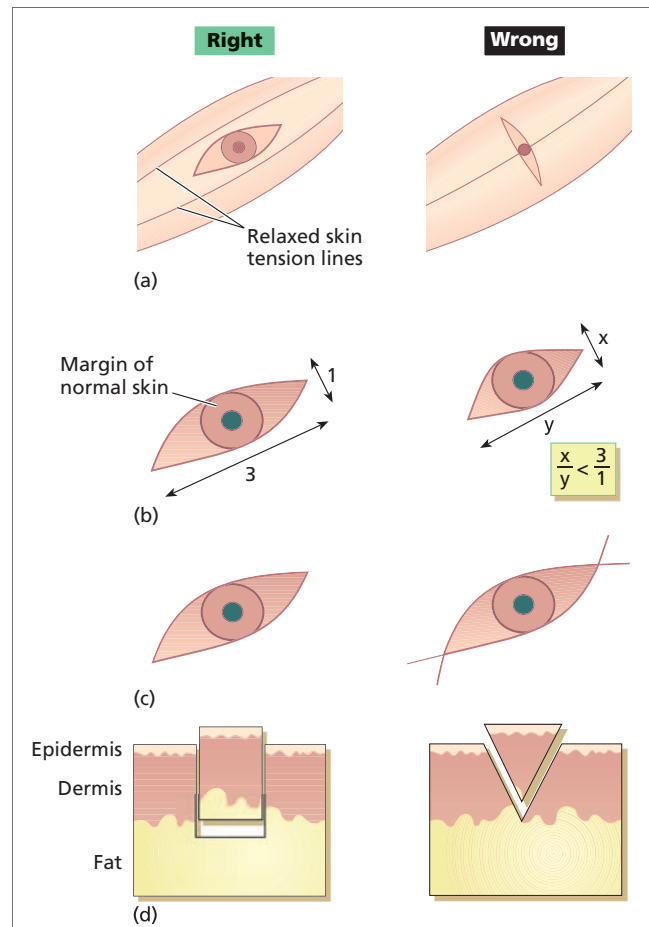 Right
Wrong
Relaxed skin
tension lines
(a)
Margin of
normal skin
1
3
x
y
x/y < 3/1
(b)
(c)
Epidermis
Dermis
Fat
(d)